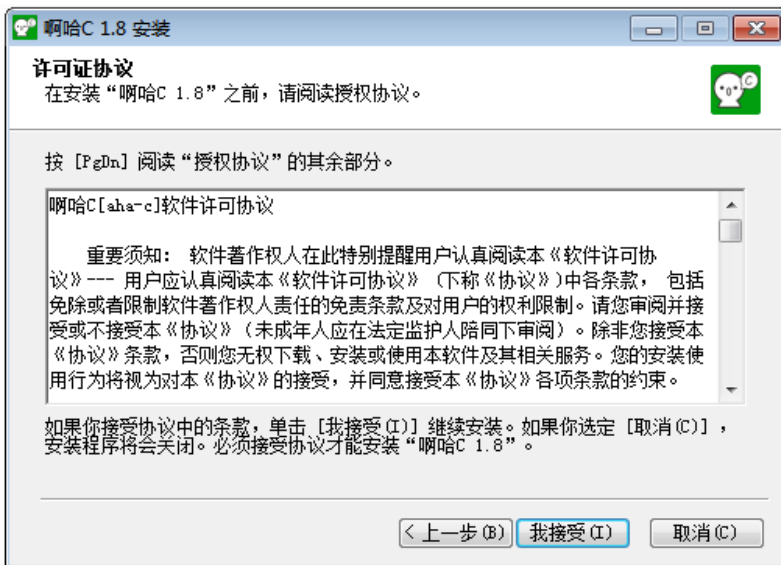 啊哈C 1.8 安装
许可证协议
在安装“啊哈C 1.8”之前，请阅读授权协议。
C
按 [PgDn] 阅读“授权协议”的其余部分。
啊哈C[aha-c]软件许可协议
重要须知： 软件著作权人在此特别提醒用户认真阅读本《软件许可协
议》--- 用户应认真阅读本《软件许可协议》（下称《协议》)中各条款， 包括
免除或者限制软件著作权人责任的免责条款及对用户的权利限制。请您审阅并接
受或不接受本《协议》（未成年人应在法定监护人陪同下审阅）。除非您接受本
《协议》条款，否则您无权下载、安装或使用本软件及其相关服务。您的安装使
用行为将视为对本《协议》的接受，并同意接受本《协议》各项条款的约束。
如果你接受协议中的条款，单击 [我接受(I)] 继续安装。如果你选定 [取消(C)] ，
安装程序将会关闭。必须接受协议才能安装“啊哈C 1.8”。
< 上一步(B) 我接受(I) 取消(C)